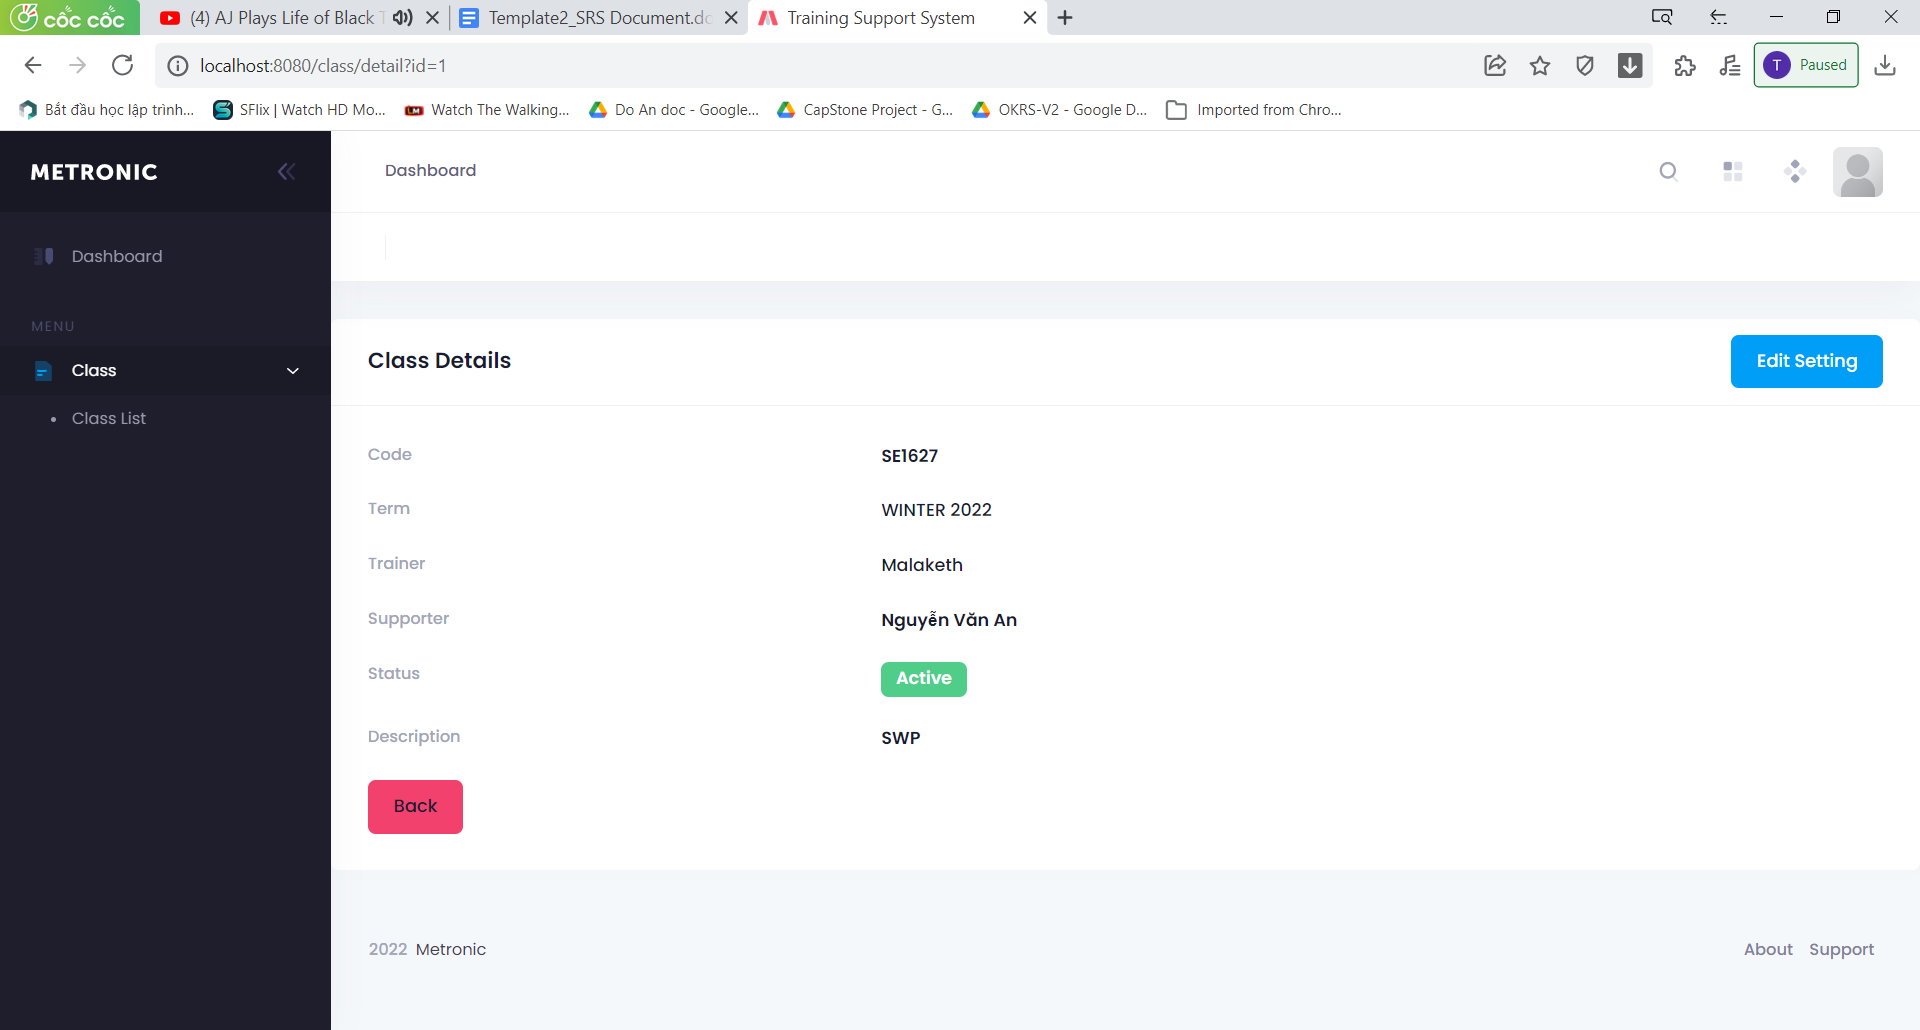 cốc cốc
(4) AJ Plays Life of Black T
Template2_SRS Document.do
Training Support System
localhost:8080/class/detail?id=1
T Paused
Bắt đầu học lập trình...
SFlix | Watch HD Mo...
Watch The Walking...
Do An doc - Google...
CapStone Project - G...
OKRS-V2 - Google D...
Imported from Chro...
METRONIC
Dashboard
Dashboard
MENU
Class
Class List
Class Details
Edit Setting
Code SE1627
Term WINTER 2022
Trainer Malaketh
Supporter Nguyễn Văn An
Status Active
Description SWP
Back
2022 Metronic
About Support